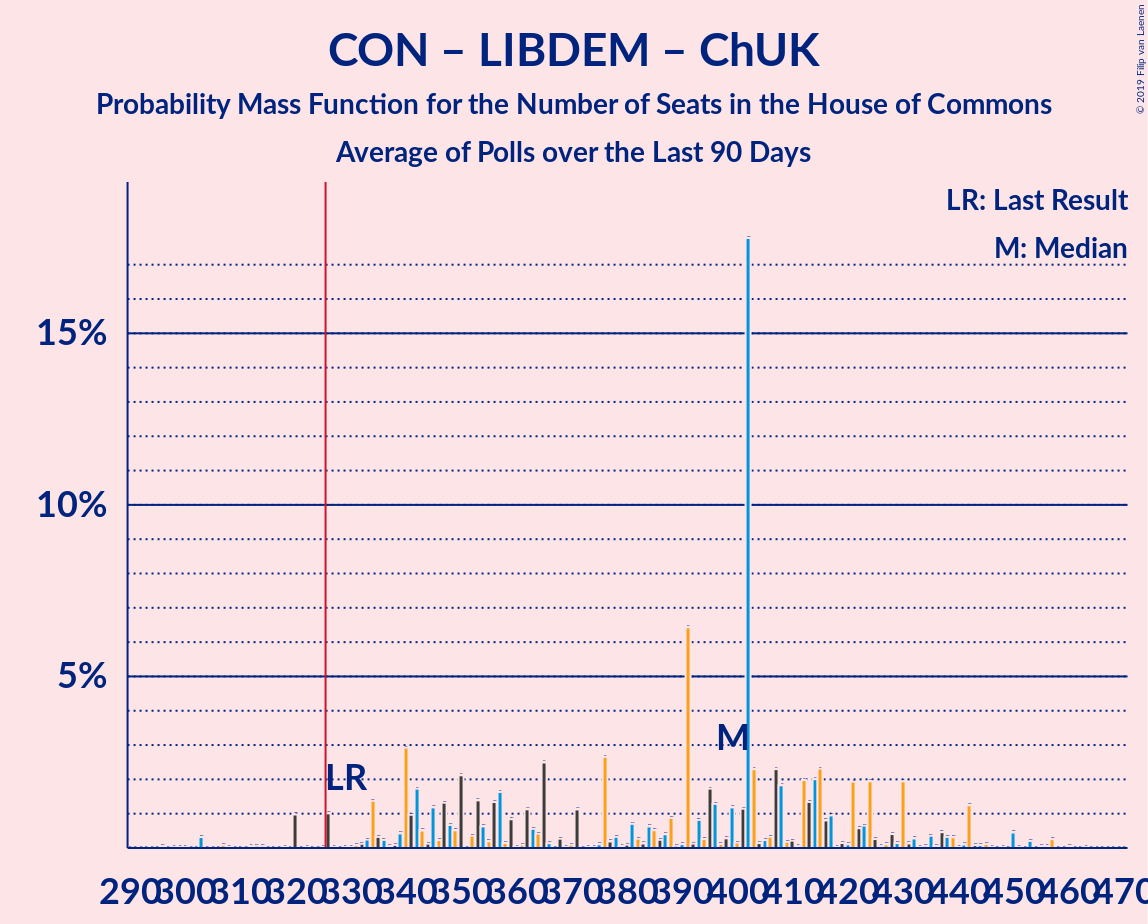 CON – LIBDEM – ChUK
Probability Mass Function for the Number of Seats in the House of Commons
Average of Polls over the Last 90 Days
© 2019 Filip van Laenen
LR: Last Result
M: Median
15%
10%
5%
M
LR
290 300 310 320 330 340 350 360 370 380 390 400 410 420 430 440 450 460 470